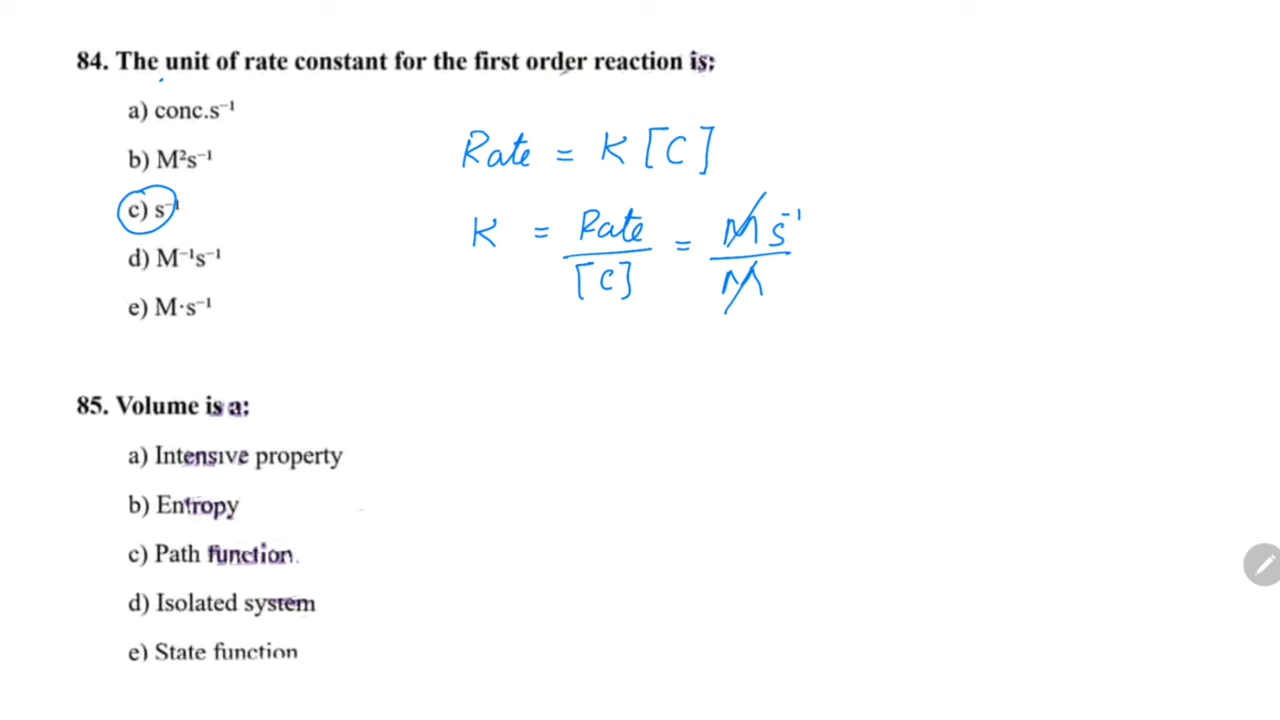 84. The unit of rate constant for the first order reaction is:
a) conc.s⁻¹
b) M²s⁻¹
c) s⁻¹
d) M⁻¹s⁻¹
e) M·s⁻¹
Rate = K [C]
K = Rate / [C] = M s⁻¹ / M
85. Volume is a:
a) Intensive property
b) Entropy
c) Path function.
d) Isolated system
e) State function